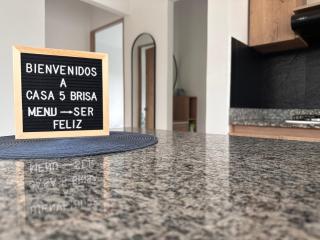 BIENVENIDOS
A
CASA 5 BRISA
MENU → SER
FELIZ